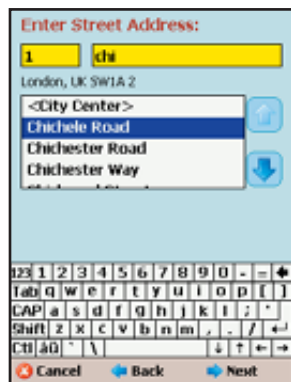 Enter Street Address:
1 chi
London, UK SW1A 2
<City Center>
Chichele Road
Chichester Road
Chichester Way
123 1 2 3 4 5 6 7 8 9 0 - =
Tab q w e r t y u i o p [ ]
CAP a s d f g h j k l ; '
Shift z x c v b n m , . /
Ctl áü ` \
Cancel Back Next